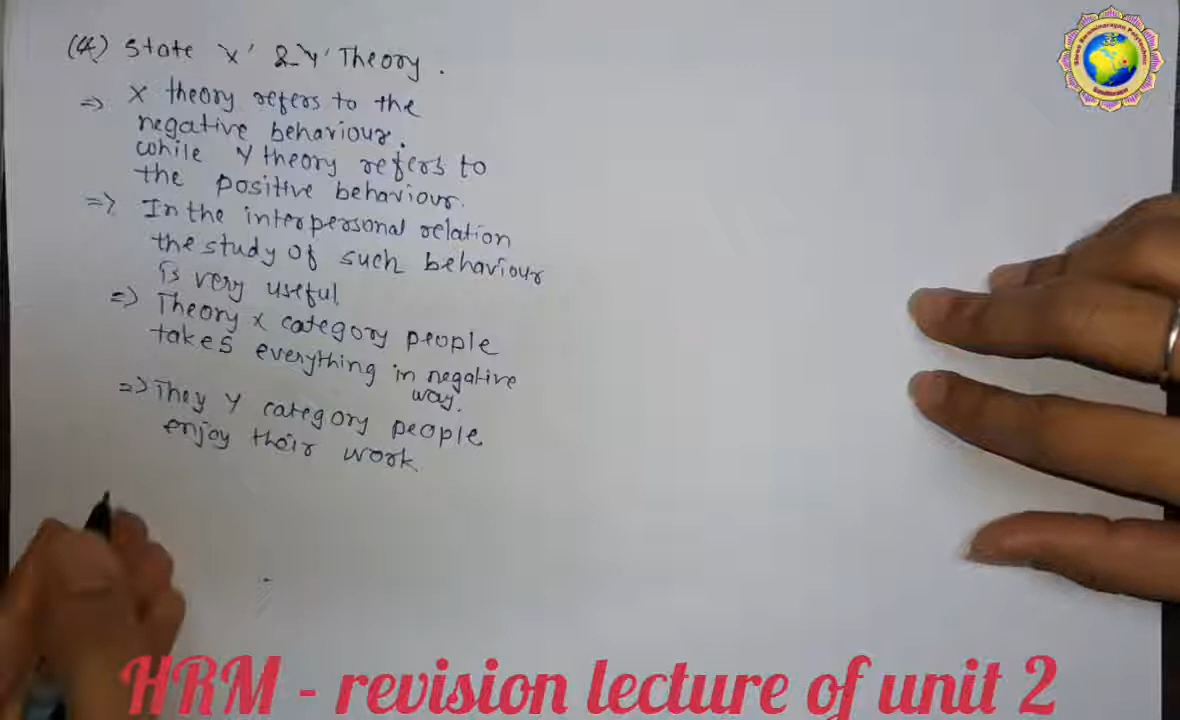 (4) State 'X' & 'Y' Theory.
=> X theory refers to the
negative behaviour.
while Y theory refers to
the positive behaviour.
=> In the interpersonal relation
the study of such behaviour
is very useful
=> Theory X category people
takes everything in negative
way.
=> They Y category people
enjoy their work
HRM - revision lecture of unit 2